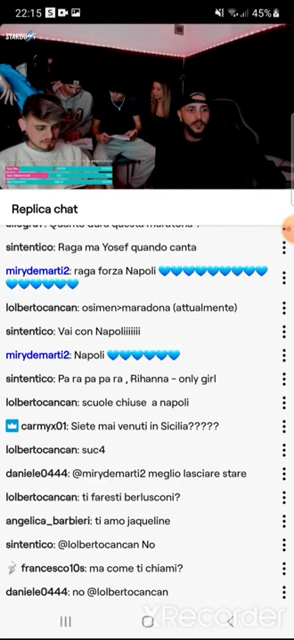 22:15
45%
STARDUST
Replica chat
sintentico: Raga ma Yosef quando canta
mirydemarti2: raga forza Napoli 💙💙💙💙💙💙💙💙💙💙
💙💙💙💙💙💙💙
lolbertocancan: osimen>maradona (attualmente)
sintentico: Vai con Napoliiiiiii
mirydemarti2: Napoli 💙💙💙💙💙💙
sintentico: Pa ra pa pa ra , Rihanna - only girl
lolbertocancan: scuole chiuse a napoli
carmyx01: Siete mai venuti in Sicilia?????
lolbertocancan: suc4
daniele0444: @mirydemarti2 meglio lasciare stare
lolbertocancan: ti faresti berlusconi?
angelica_barbieri: ti amo jaqueline
sintentico: @lolbertocancan No
francesco10s: ma come ti chiami?
daniele0444: no @lolbertocancan
XRecorder